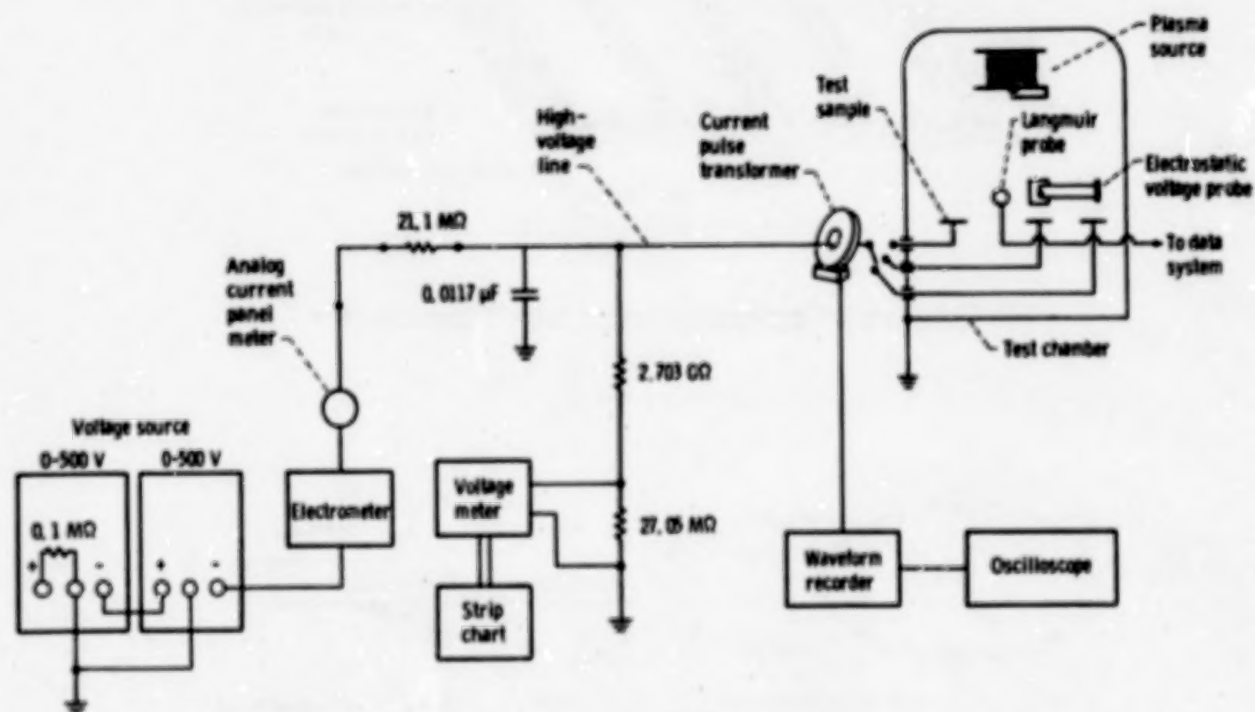 Plasma
source
Test
sample
Langmuir
probe
High-
voltage
line
Current
pulse
transformer
Electrostatic
voltage probe
21.1 MΩ
To data
system
Analog
current
panel
meter
0.0117 µF
Test chamber
2.703 GΩ
Voltage source
0-500 V
0-500 V
0.1 MΩ
+
-
+
-
Electrometer
Voltage
meter
27.05 MΩ
Waveform
recorder
Oscilloscope
Strip
chart